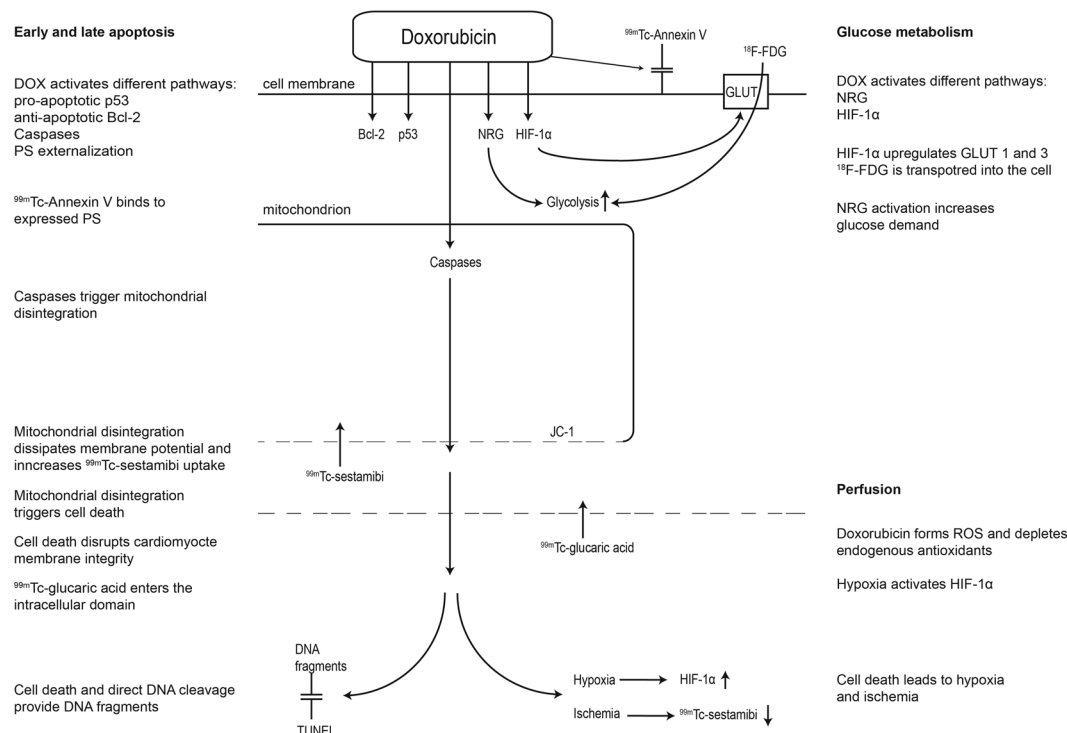 Early and late apoptosis
DOX activates different pathways:
pro-apoptotic p53
anti-apoptotic Bcl-2
Caspases
PS externalization
⁹⁹ᵐTc-Annexin V binds to
expressed PS
Caspases trigger mitochondrial
disintegration
Mitochondrial disintegration
dissipates membrane potential and
inncreases ⁹⁹ᵐTc-sestamibi uptake
Mitochondrial disintegration
triggers cell death
Cell death disrupts cardiomyocte
membrane integrity
⁹⁹ᵐTc-glucaric acid enters the
intracellular domain
Cell death and direct DNA cleavage
provide DNA fragments
Doxorubicin
⁹⁹ᵐTc-Annexin V
¹⁸F-FDG
cell membrane
GLUT
Bcl-2
p53
NRG
HIF-1α
Glycolysis
mitochondrion
Caspases
JC-1
⁹⁹ᵐTc-sestamibi
⁹⁹ᵐTc-glucaric acid
DNA
fragments
TUNEL
Hypoxia
HIF-1α
Ischemia
⁹⁹ᵐTc-sestamibi
Glucose metabolism
DOX activates different pathways:
NRG
HIF-1α
HIF-1α upregulates GLUT 1 and 3
¹⁸F-FDG is transpotred into the cell
NRG activation increases
glucose demand
Perfusion
Doxorubicin forms ROS and depletes
endogenous antioxidants
Hypoxia activates HIF-1α
Cell death leads to hypoxia
and ischemia